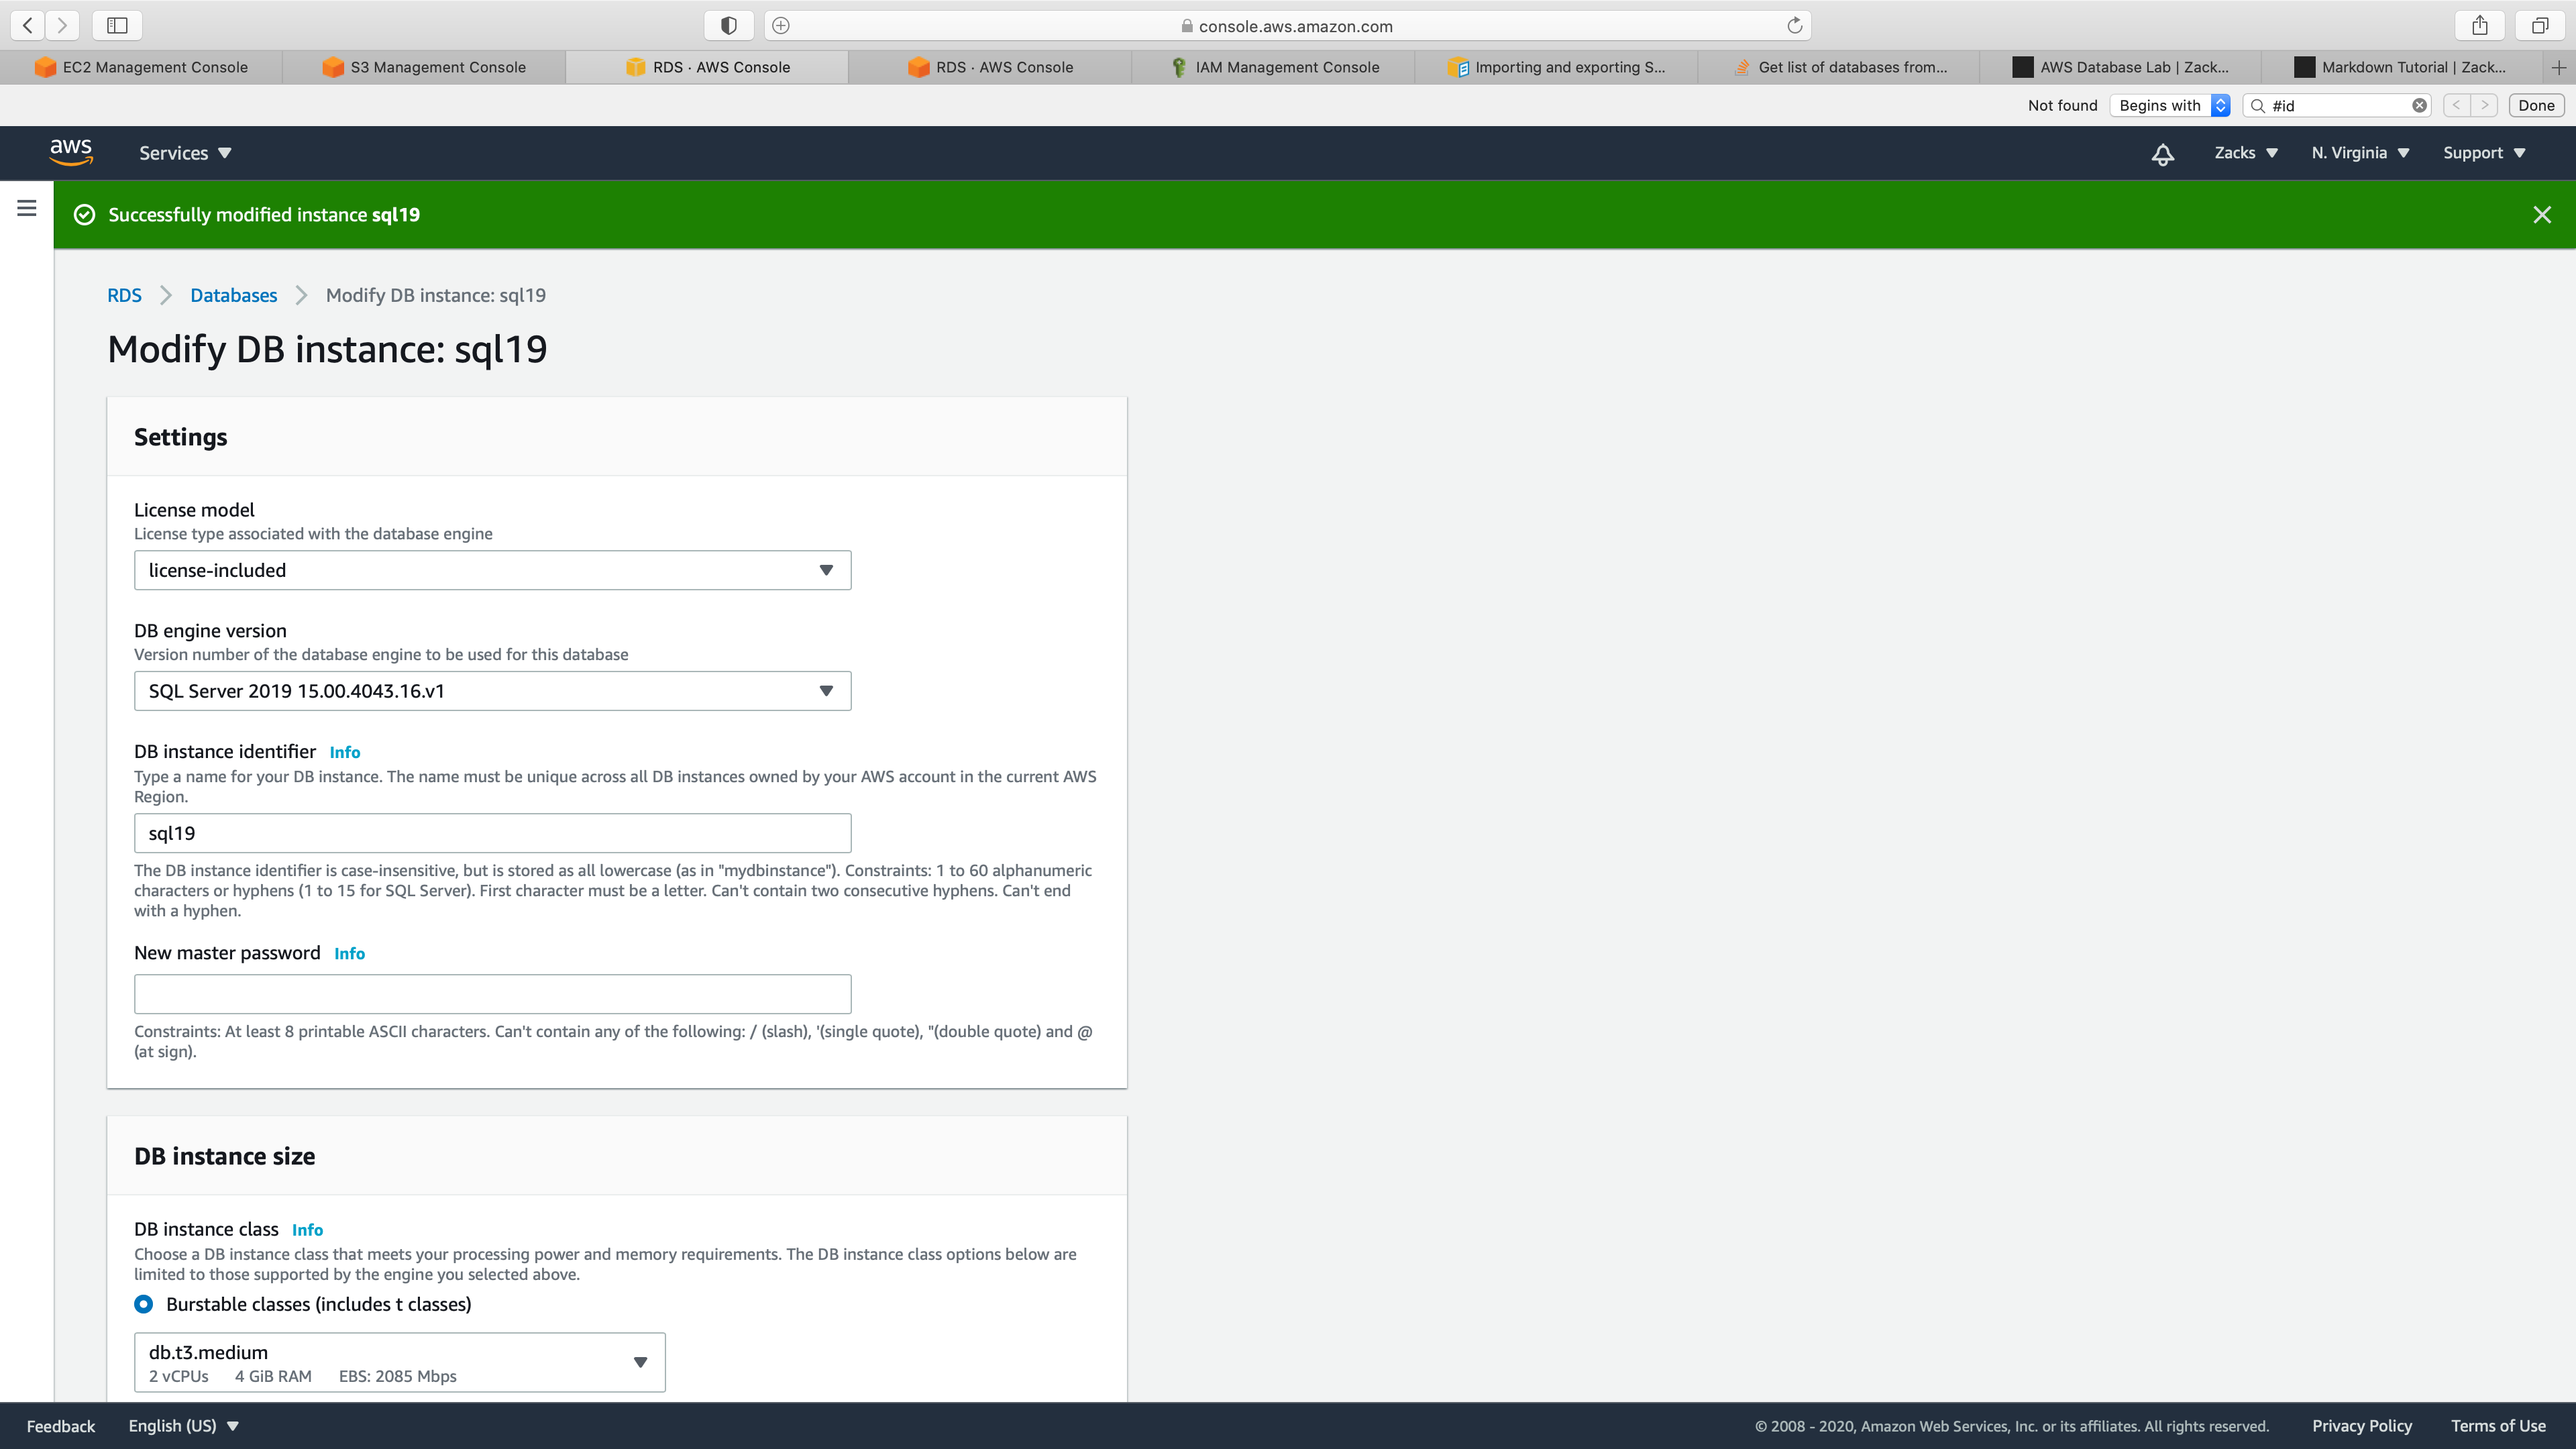 console.aws.amazon.com
EC2 Management Console
S3 Management Console
RDS · AWS Console
RDS · AWS Console
IAM Management Console
Importing and exporting S...
Get list of databases from...
AWS Database Lab | Zack...
Markdown Tutorial | Zack...
Not found
Begins with
#id
Done
aws
Services
Zacks
N. Virginia
Support
Successfully modified instance sql19
RDS
Databases
Modify DB instance: sql19
Modify DB instance: sql19
Settings
License model
License type associated with the database engine
license-included
DB engine version
Version number of the database engine to be used for this database
SQL Server 2019 15.00.4043.16.v1
DB instance identifier Info
Type a name for your DB instance. The name must be unique across all DB instances owned by your AWS account in the current AWS
Region.
sql19
The DB instance identifier is case-insensitive, but is stored as all lowercase (as in "mydbinstance"). Constraints: 1 to 60 alphanumeric
characters or hyphens (1 to 15 for SQL Server). First character must be a letter. Can't contain two consecutive hyphens. Can't end
with a hyphen.
New master password Info
Constraints: At least 8 printable ASCII characters. Can't contain any of the following: / (slash), '(single quote), "(double quote) and @
(at sign).
DB instance size
DB instance class Info
Choose a DB instance class that meets your processing power and memory requirements. The DB instance class options below are
limited to those supported by the engine you selected above.
Burstable classes (includes t classes)
db.t3.medium
2 vCPUs 4 GiB RAM EBS: 2085 Mbps
Feedback
English (US)
© 2008 - 2020, Amazon Web Services, Inc. or its affiliates. All rights reserved.
Privacy Policy
Terms of Use